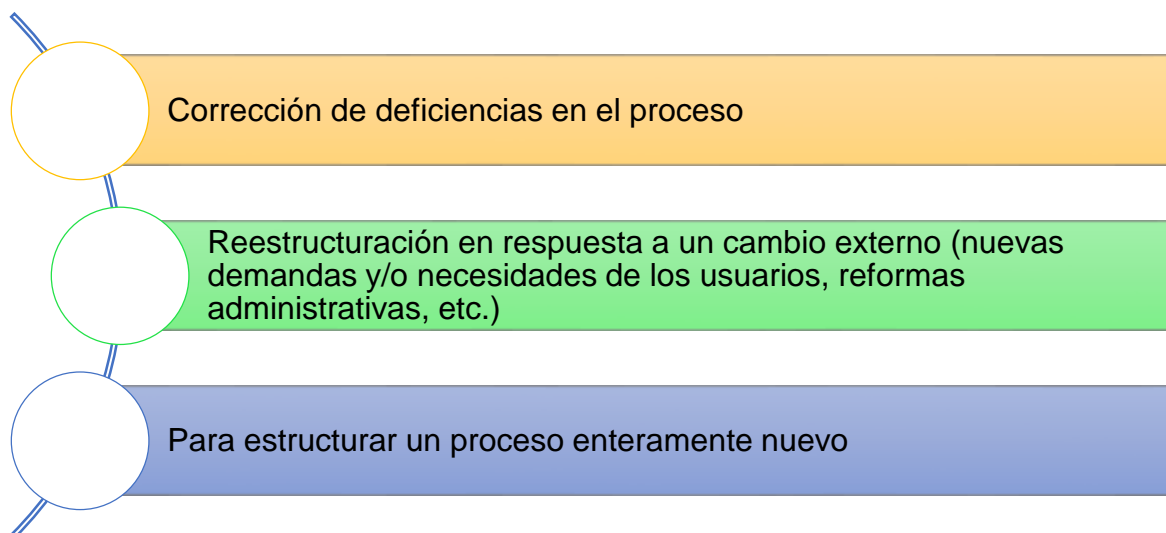 Corrección de deficiencias en el proceso
Reestructuración en respuesta a un cambio externo (nuevas
demandas y/o necesidades de los usuarios, reformas
administrativas, etc.)
Para estructurar un proceso enteramente nuevo